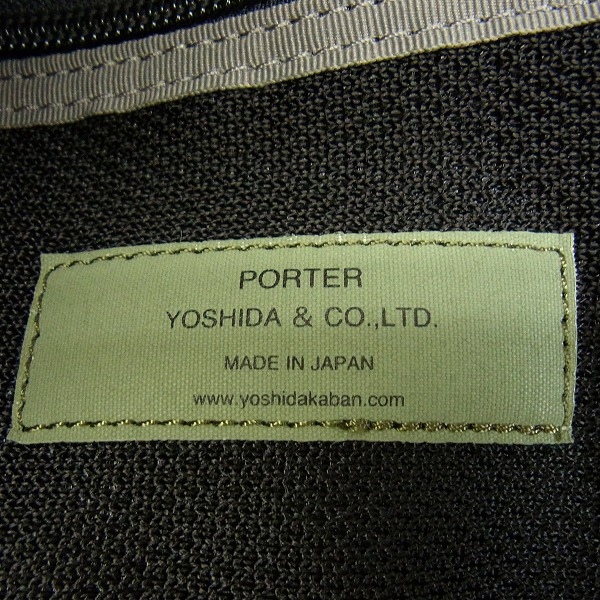 PORTER
YOSHIDA & CO.,LTD.
MADE IN JAPAN
www.yoshidakaban.com